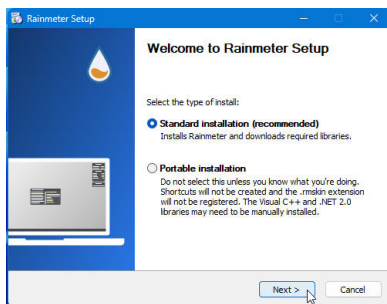 Rainmeter Setup
Welcome to Rainmeter Setup
Select the type of install:
Standard installation (recommended)
Installs Rainmeter and downloads required libraries.
Portable installation
Do not select this unless you know what you're doing.
Shortcuts will not be created and the .rmskin extension
will not be registered. The Visual C++ and .NET 2.0
libraries may need to be manually installed.
Next >
Cancel